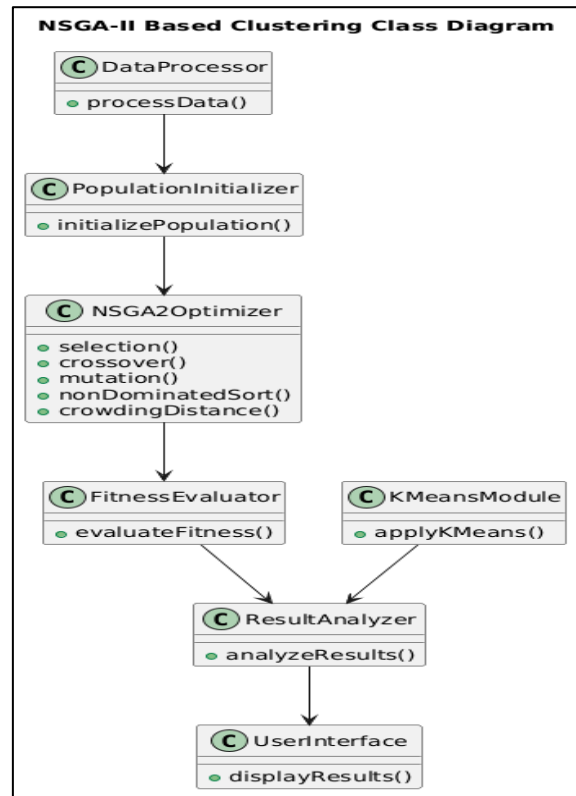 NSGA-II Based Clustering Class Diagram
C DataProcessor
processData()
C PopulationInitializer
initializePopulation()
C NSGA2Optimizer
selection()
crossover()
mutation()
nonDominatedSort()
crowdingDistance()
C FitnessEvaluator
evaluateFitness()
C KMeansModule
applyKMeans()
C ResultAnalyzer
analyzeResults()
C UserInterface
displayResults()